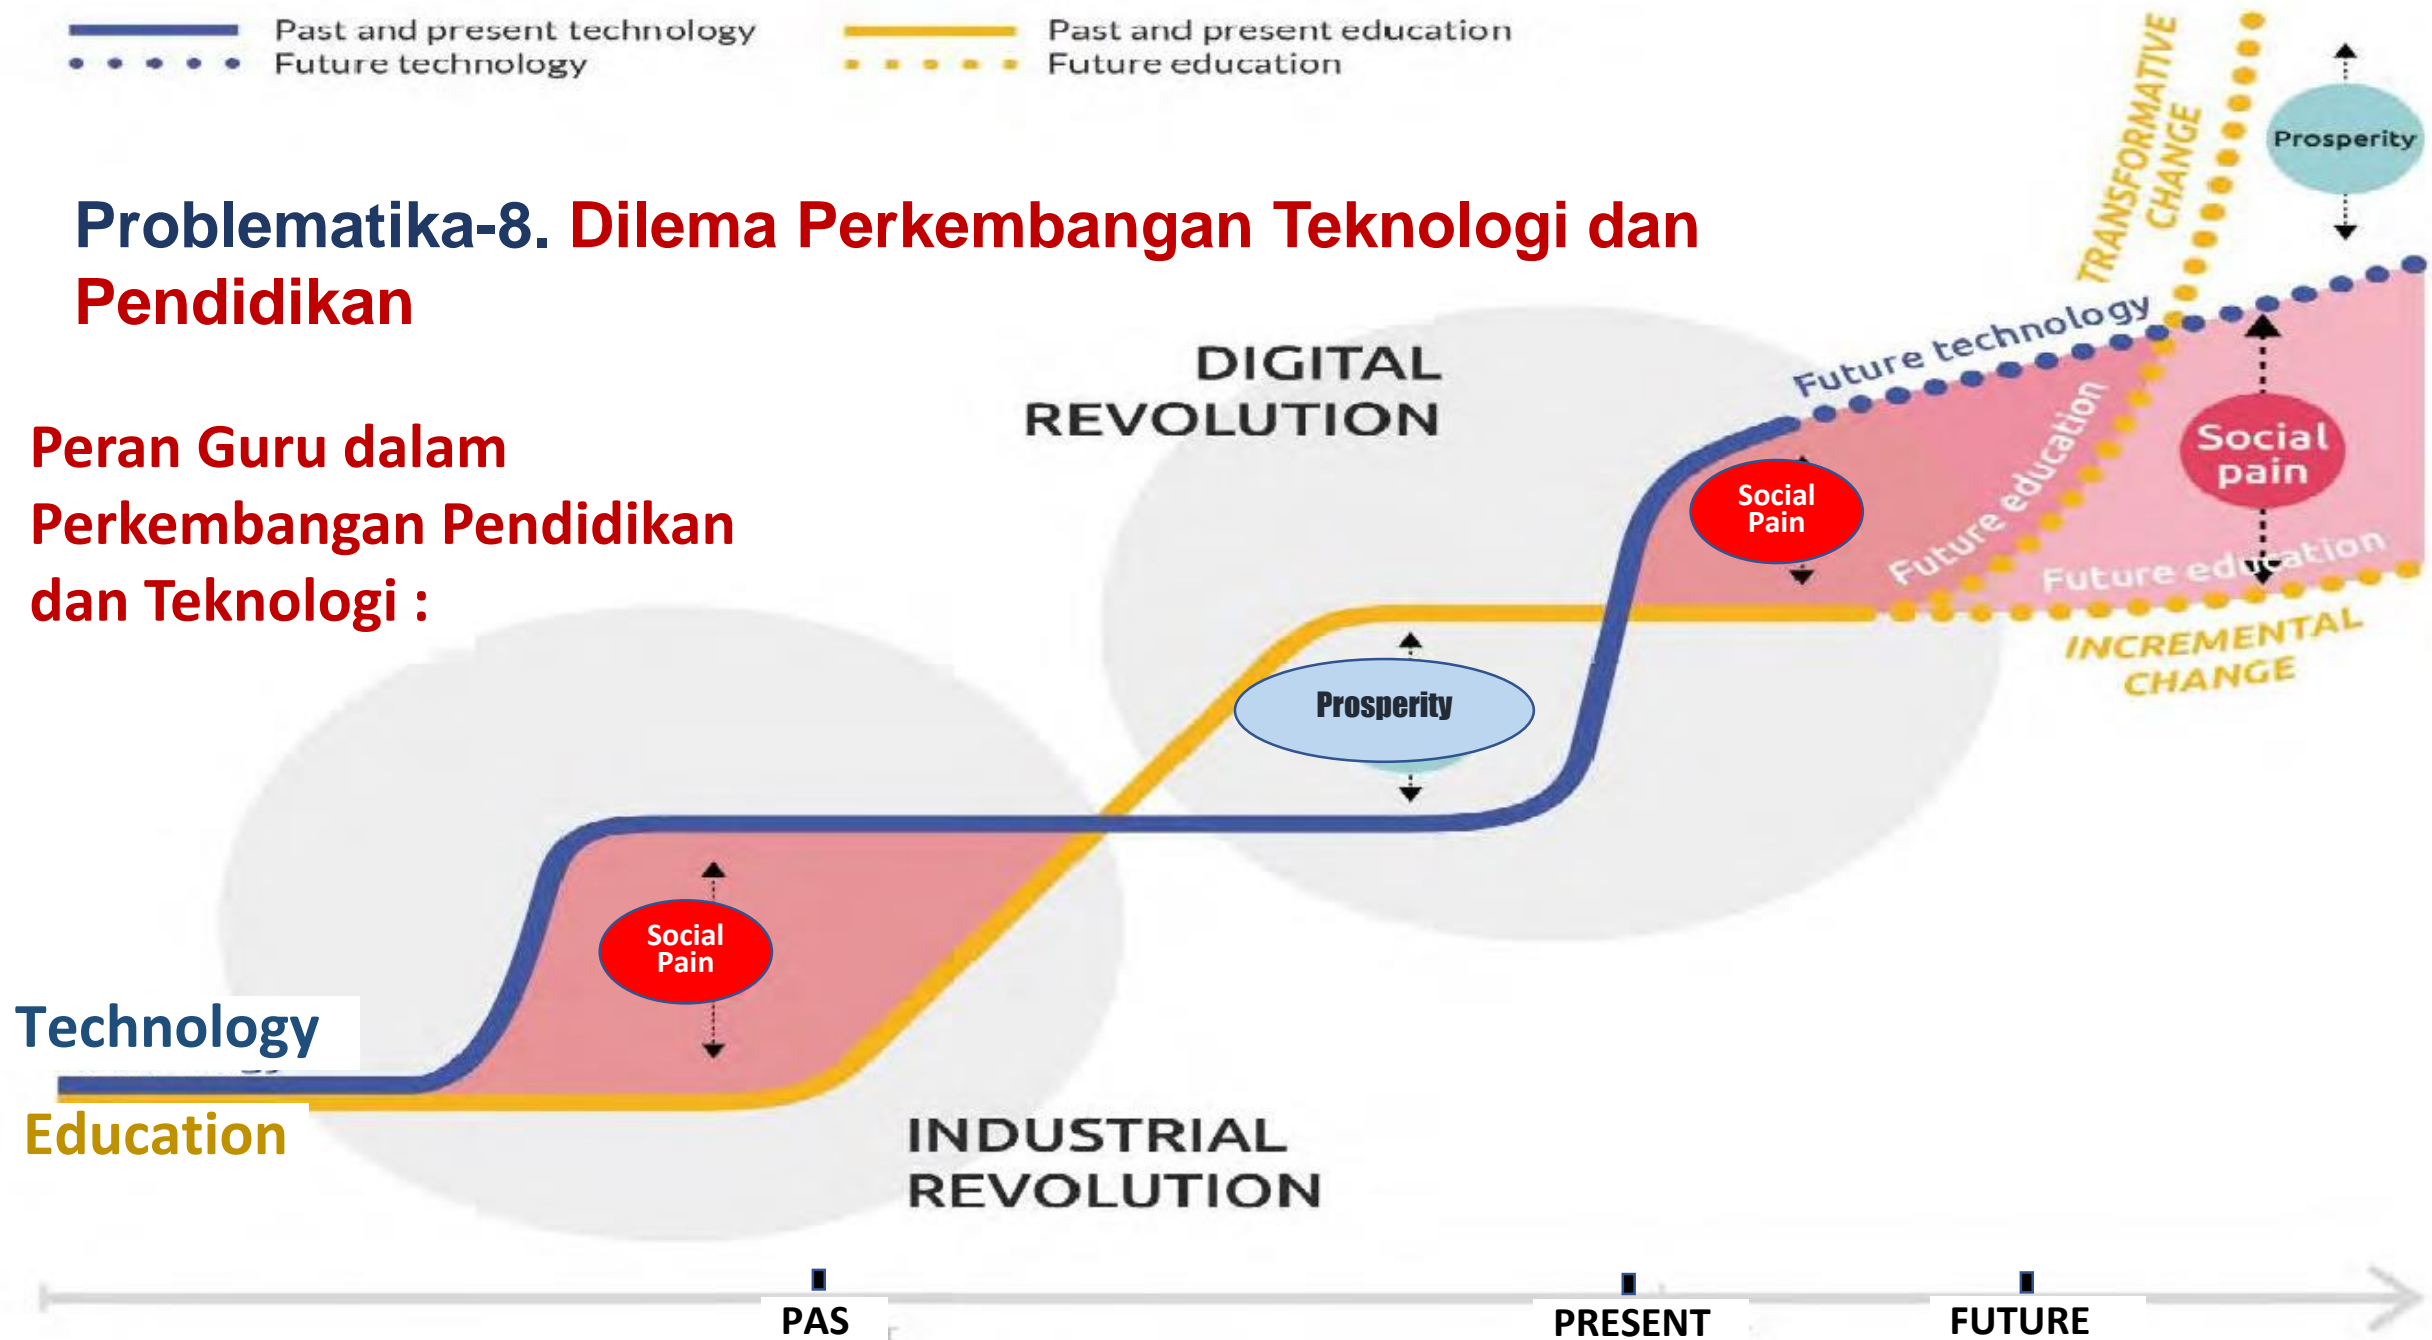 Past and present technology
Future technology
Past and present education
Future education
Problematika-8. Dilema Perkembangan Teknologi dan
Pendidikan
Peran Guru dalam
Perkembangan Pendidikan
dan Teknologi :
DIGITAL
REVOLUTION
TRANSFORMATIVE
CHANGE
Prosperity
Future technology
Future education
Social
pain
Future education
INCREMENTAL
CHANGE
Social
Pain
Prosperity
Social
Pain
Technology
Education
INDUSTRIAL
REVOLUTION
PAS
PRESENT
FUTURE